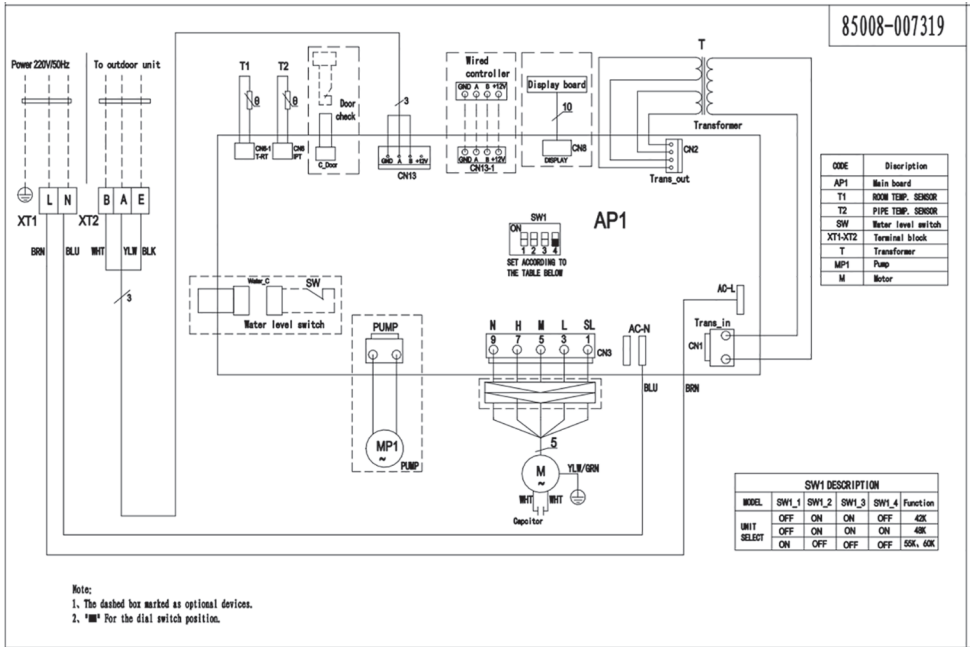 85008-007319
Power 220V/50Hz
To outdoor unit
T1
T2
θ
θ
Door
check
3
Wired
controller
GND A B +12V
Display board
10
T
Transformer
CN6-1
T-RT
CN6
IPT
C_Door
GND A B +12V
CN13
GND A B +12V
CN13-1
CN8
DISPLAY
CN2
Trans_out
L N
B A E
XT1
XT2
BRN
BLU
WHT
YLW
BLK
3
SW1
ON
1 2 3 4
SET ACCORDING TO
THE TABLE BELOW
AP1
CODE Discription
AP1 Main board
T1 ROOM TEMP. SENSOR
T2 PIPE TEMP. SENSOR
SW Water level switch
XT1-XT2 Terminal block
T Transformer
MP1 Pump
M Motor
Water_C
SW
Water level switch
PUMP
N H M L SL
9 7 5 3 1
CN3
AC-N
AC-L
Trans_in
CN1
BLU
BRN
MP1
~
PUMP
5
M
~
YLW/GRN
WHT
WHT
Capcitor
SW1 DESCRIPTION
MODEL SW1_1 SW1_2 SW1_3 SW1_4 Function
UNIT
SELECT
OFF ON ON OFF 42K
OFF ON ON ON 48K
ON OFF OFF OFF 55K、60K
Note:
1、The dashed box marked as optional devices.
2、"■■" For the dial switch position.